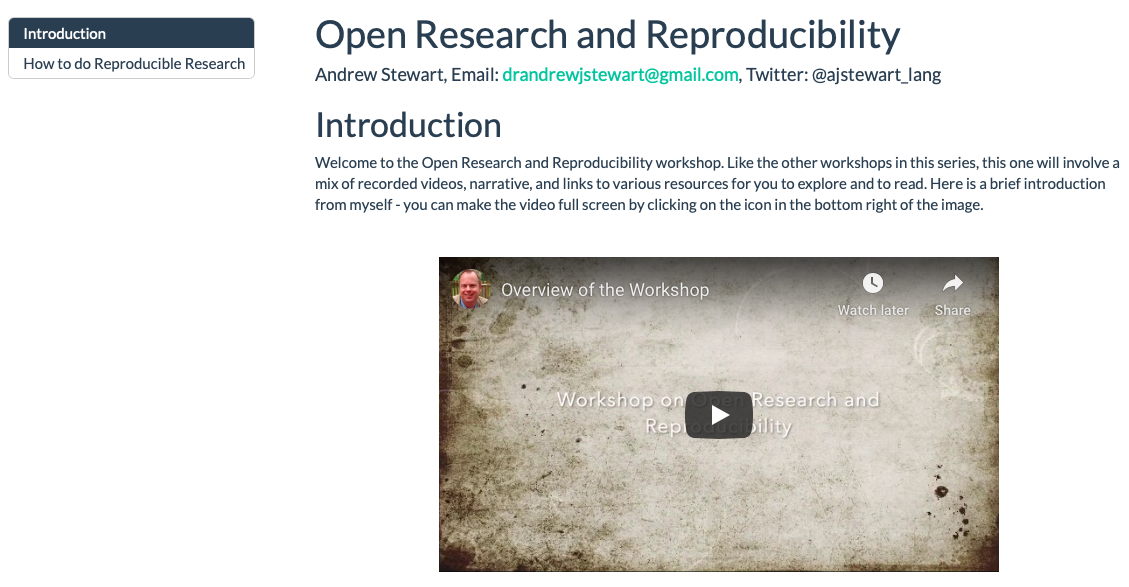 Introduction
How to do Reproducible Research
Open Research and Reproducibility
Andrew Stewart, Email: drandrewjstewart@gmail.com, Twitter: @ajstewart_lang
Introduction
Welcome to the Open Research and Reproducibility workshop. Like the other workshops in this series, this one will involve a
mix of recorded videos, narrative, and links to various resources for you to explore and to read. Here is a brief introduction
from myself - you can make the video full screen by clicking on the icon in the bottom right of the image.
Overview of the Workshop
Watch later
Share
Workshop on Open Research and
Reproducibility